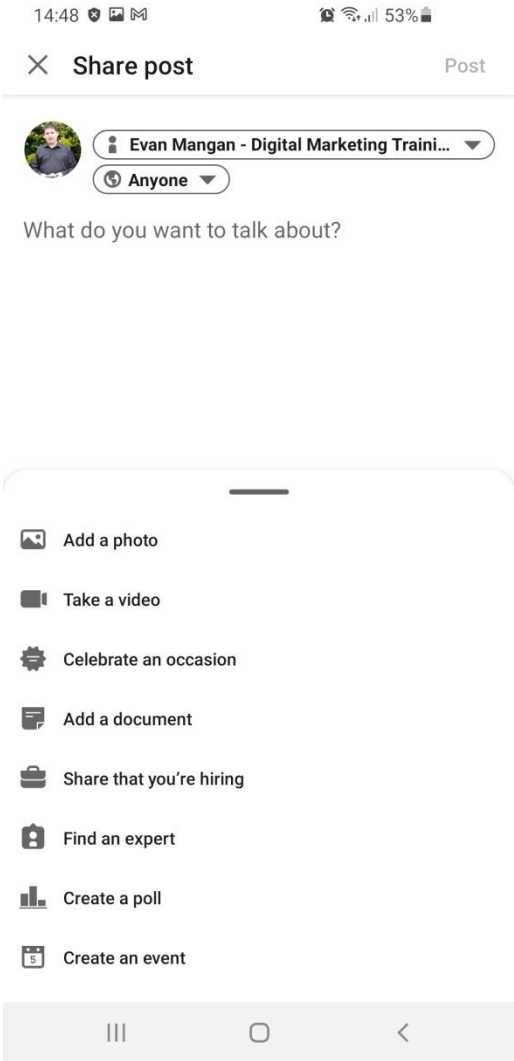 14:48 53%
Share post Post
Evan Mangan - Digital Marketing Traini...
Anyone
What do you want to talk about?
Add a photo
Take a video
Celebrate an occasion
Add a document
Share that you're hiring
Find an expert
Create a poll
5
Create an event